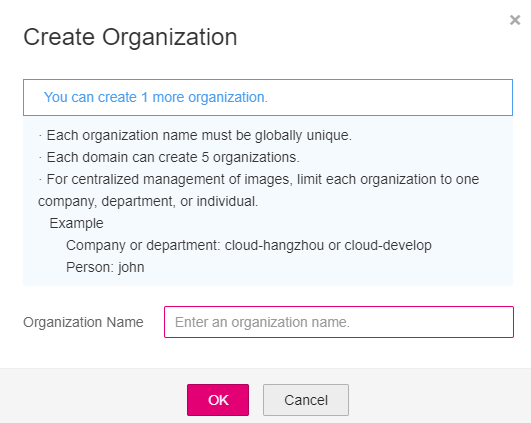 ×
Create Organization
You can create 1 more organization.
· Each organization name must be globally unique.
· Each domain can create 5 organizations.
· For centralized management of images, limit each organization to one
company, department, or individual.
Example
Company or department: cloud-hangzhou or cloud-develop
Person: john
Organization Name Enter an organization name.
OK Cancel